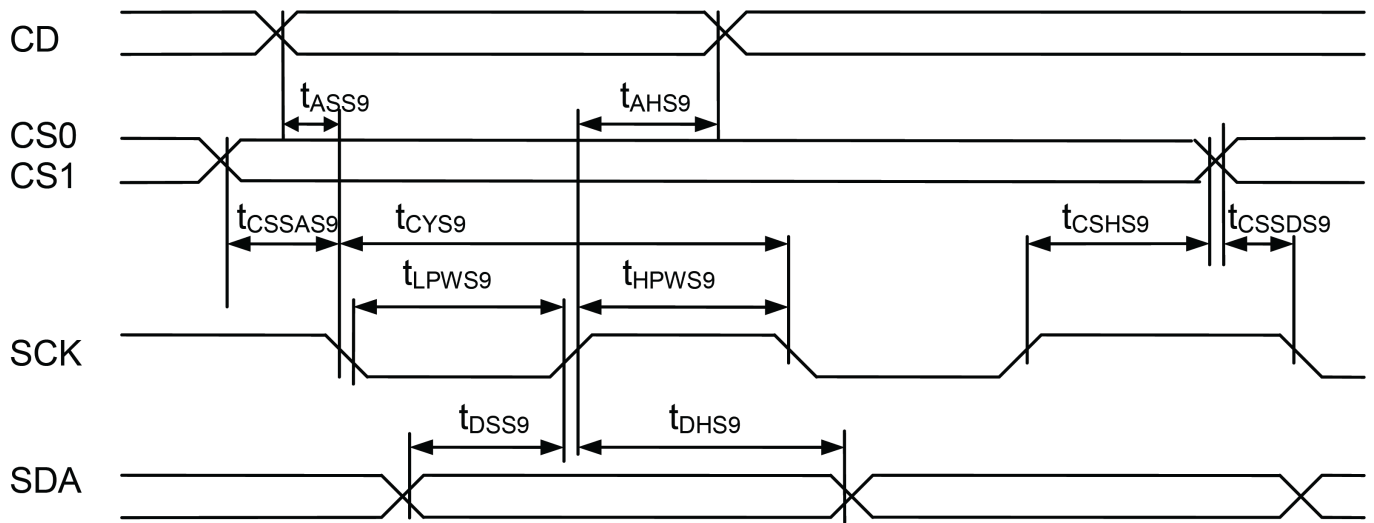 CD
tASS9 tAHS9
CS0
CS1
tCSSAS9 tCYS9 tCSHS9 tCSSDS9
tLPWS9 tHPWS9
SCK
tDSS9 tDHS9
SDA